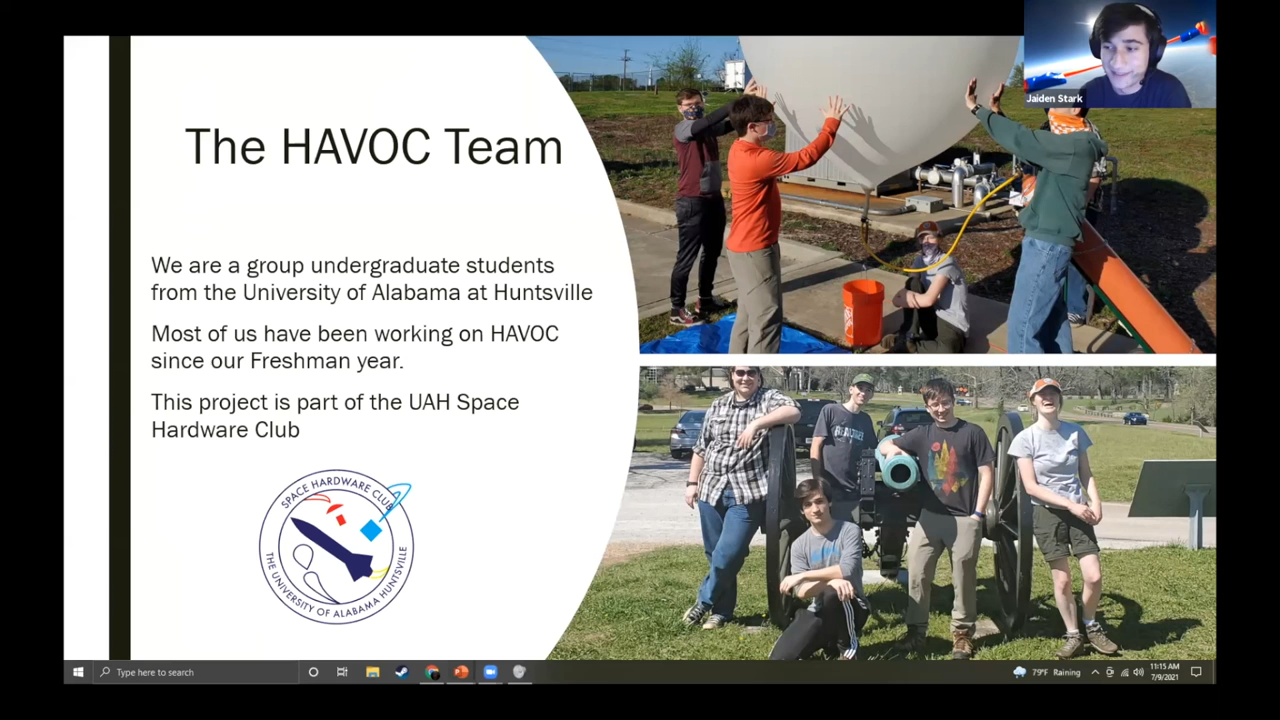 Jaiden Stark
The HAVOC Team
We are a group undergraduate students
from the University of Alabama at Huntsville
Most of us have been working on HAVOC
since our Freshman year.
This project is part of the UAH Space
Hardware Club
SPACE HARDWARE CLUB
THE UNIVERSITY OF ALABAMA HUNTSVILLE
Type here to search
79°F Raining
11:15 AM
7/9/2021